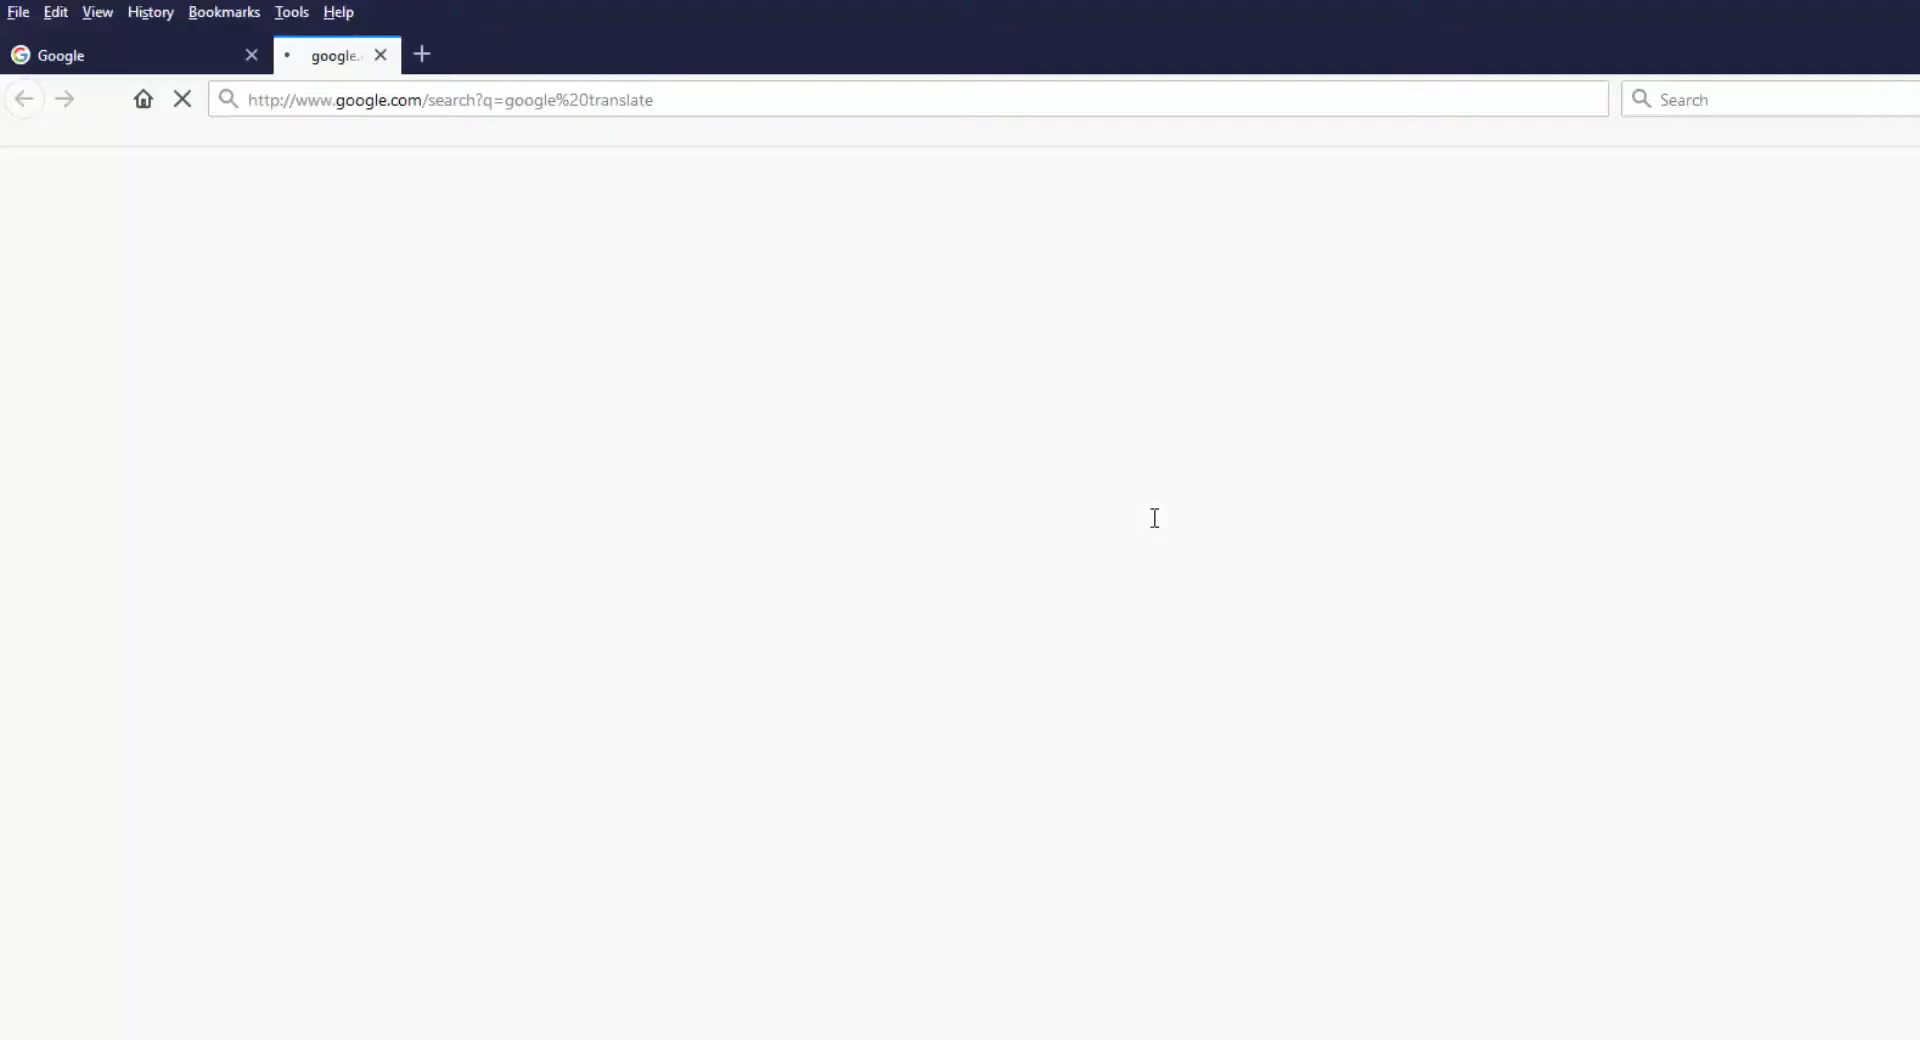 File Edit View History Bookmarks Tools Help
Google google.
http://www.google.com/search?q=google%20translate Search